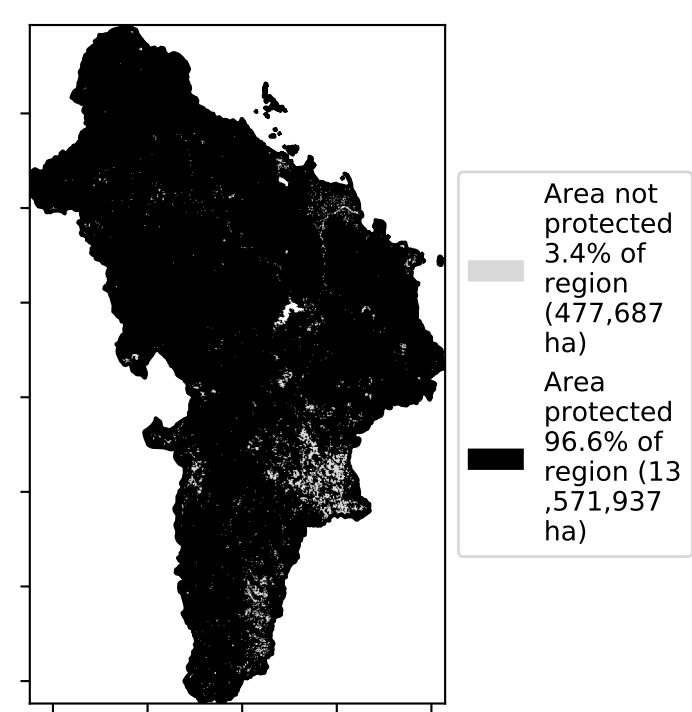 Area not
protected
3.4% of
region
(477,687
ha)
Area
protected
96.6% of
region (13
,571,937
ha)